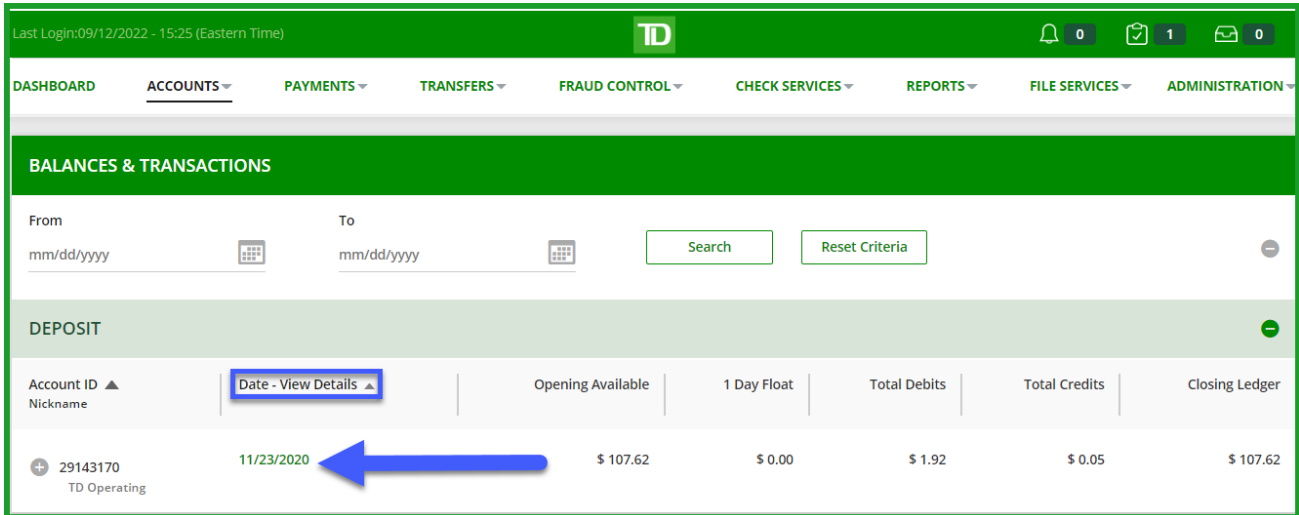 Last Login:09/12/2022 - 15:25 (Eastern Time) TD 0 1 0
DASHBOARD ACCOUNTS PAYMENTS TRANSFERS FRAUD CONTROL CHECK SERVICES REPORTS FILE SERVICES ADMINISTRATION
BALANCES & TRANSACTIONS
From To
mm/dd/yyyy mm/dd/yyyy Search Reset Criteria
DEPOSIT
Account ID Date - View Details Opening Available 1 Day Float Total Debits Total Credits Closing Ledger
Nickname
29143170 11/23/2020 $ 107.62 $ 0.00 $ 1.92 $ 0.05 $ 107.62
TD Operating